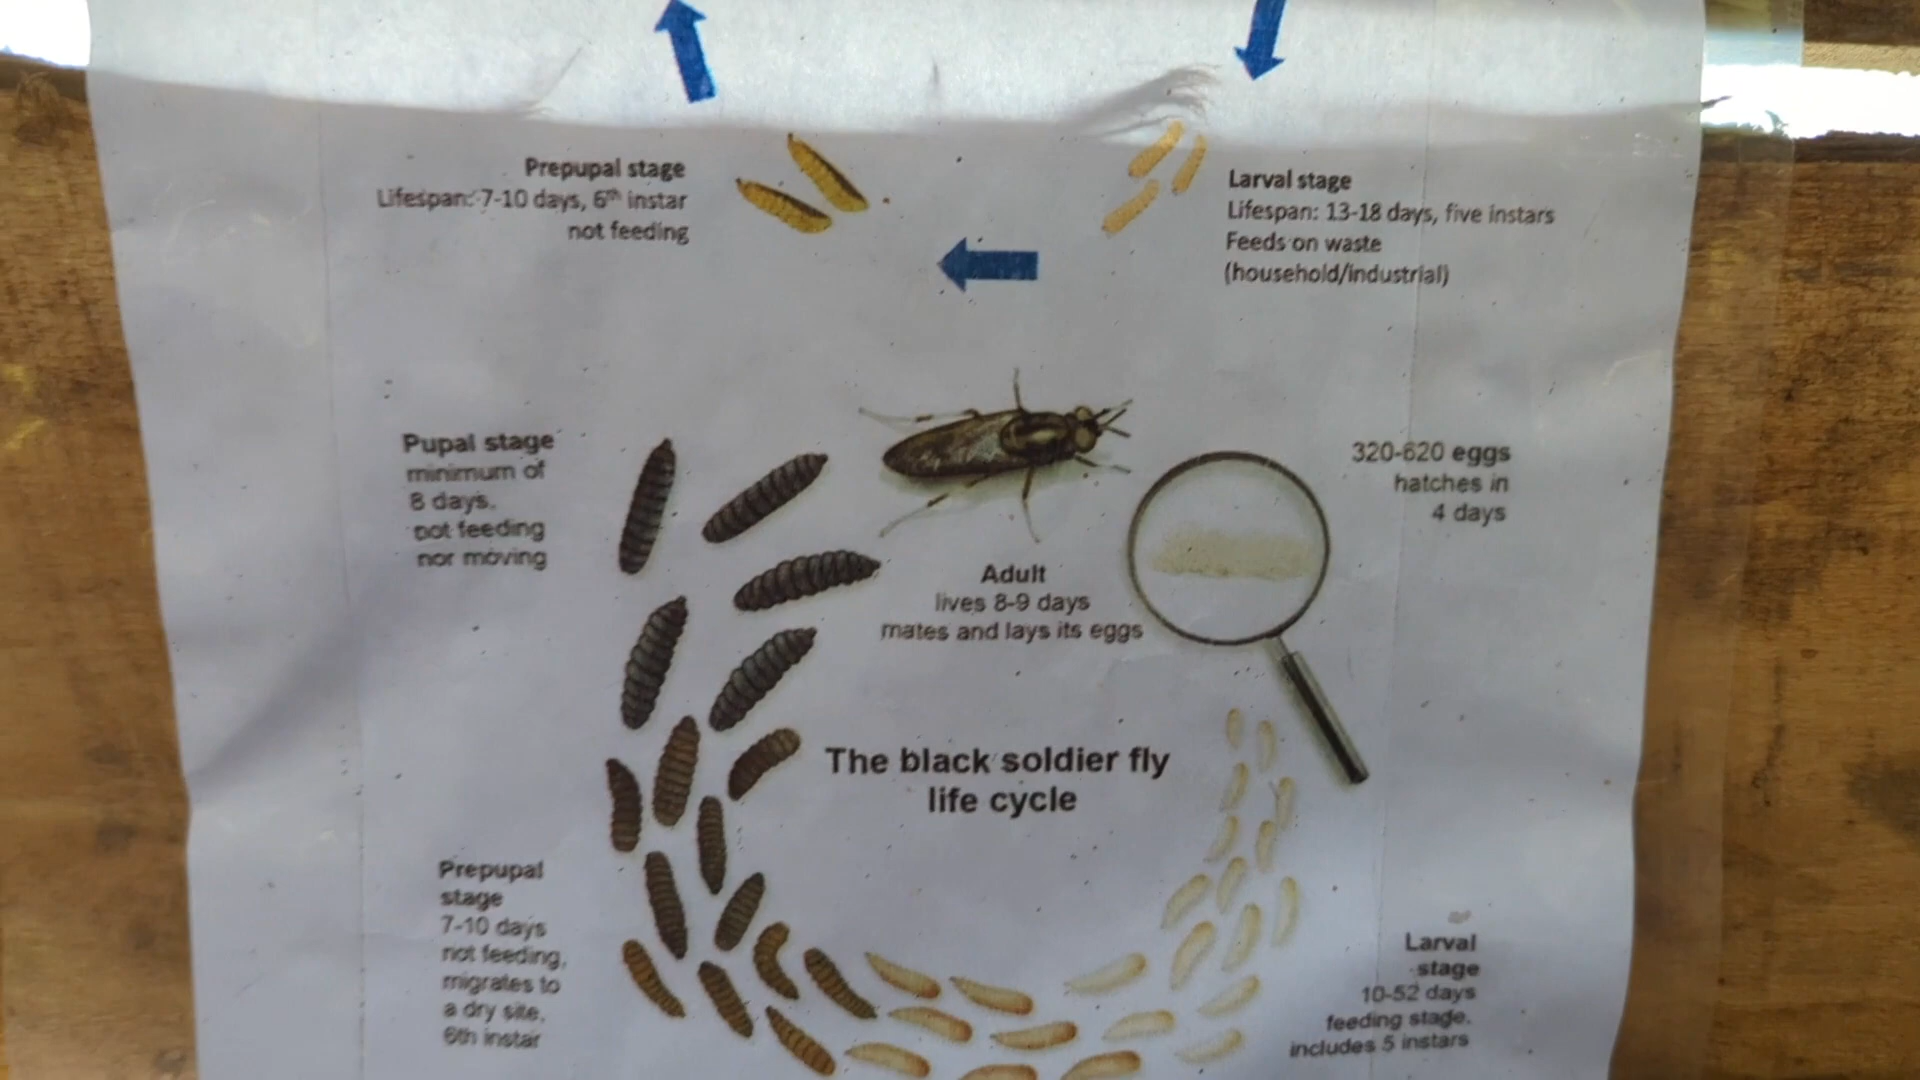 Prepupal stage
Lifespan: 7-10 days, 6th instar
not feeding
Larval stage
Lifespan: 13-18 days, five instars
Feeds on waste
(household/industrial)
Pupal stage
minimum of
8 days,
not feeding
nor moving
Adult
lives 8-9 days
mates and lays its eggs
320-620 eggs
hatches in
4 days
The black soldier fly
life cycle
Prepupal
stage
7-10 days
not feeding,
migrates to
a dry site,
6th instar
Larval
stage
10-52 days
feeding stage,
includes 5 instars